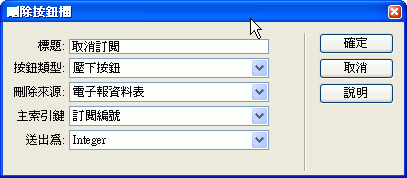 刪除按鈕欄
標題: 取消訂閱
確定
按鈕類型: 壓下按鈕
取消
刪除來源: 電子報資料表
說明
主索引鍵 訂閱編號
送出為: Integer